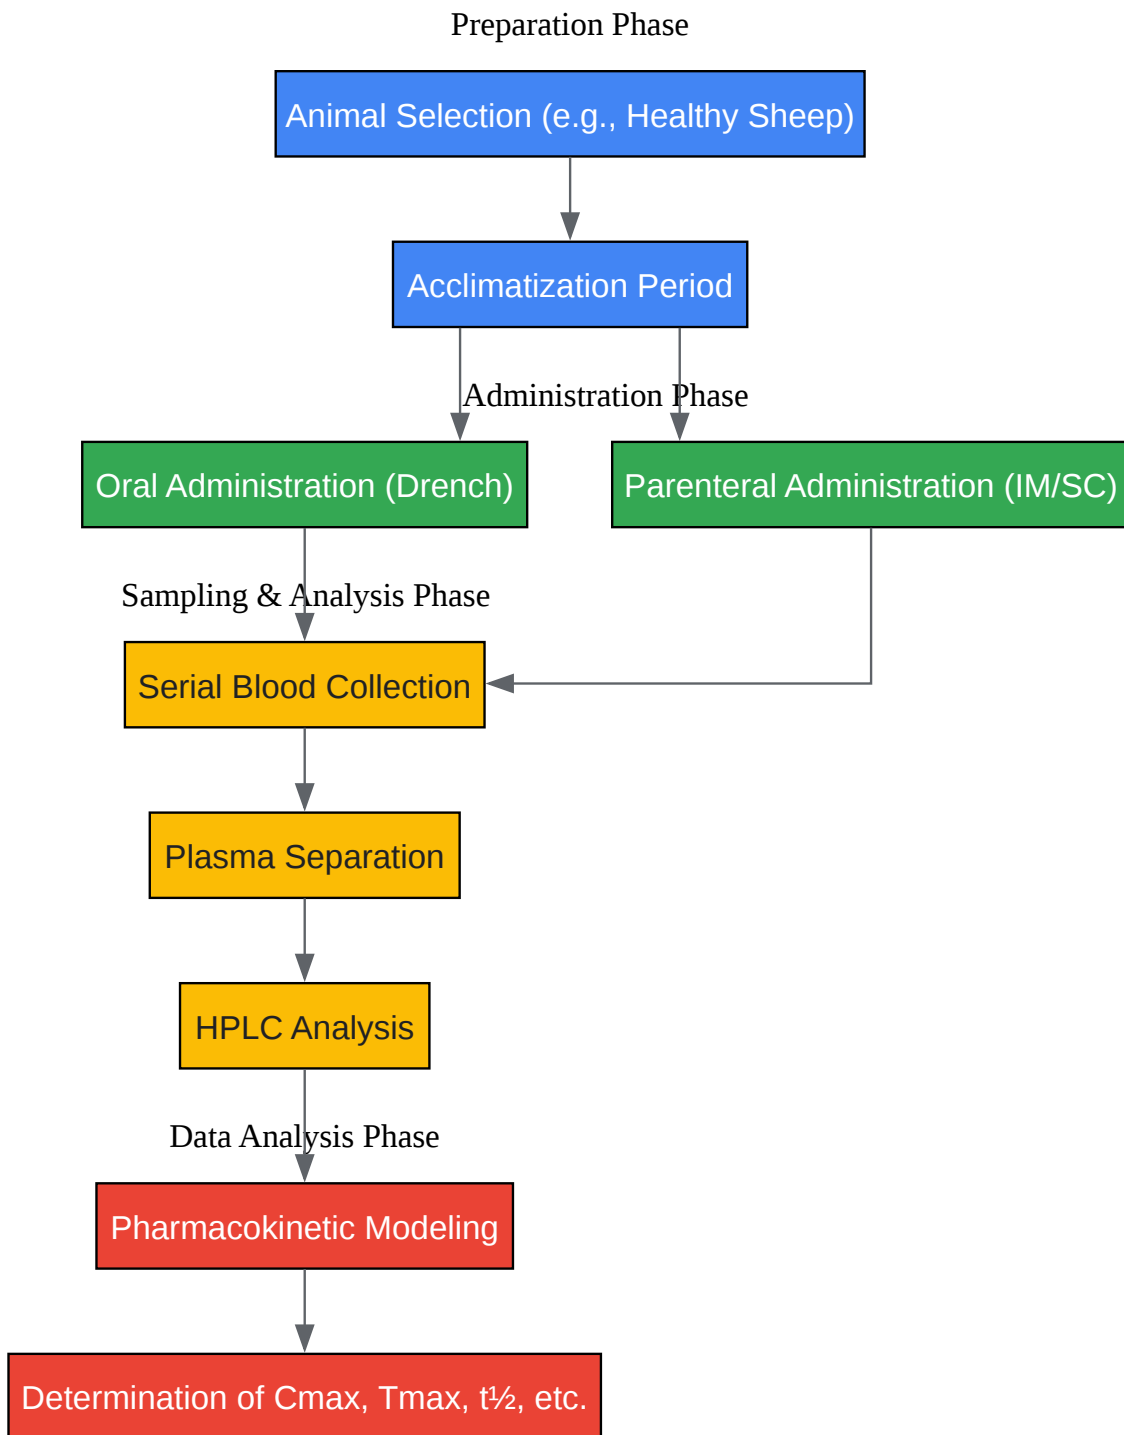 Preparation Phase
Animal Selection (e.g., Healthy Sheep)
Acclimatization Period
Administration Phase
Oral Administration (Drench)
Parenteral Administration (IM/SC)
Sampling & Analysis Phase
Serial Blood Collection
Plasma Separation
HPLC Analysis
Data Analysis Phase
Pharmacokinetic Modeling
Determination of Cmax, Tmax, t½, etc.